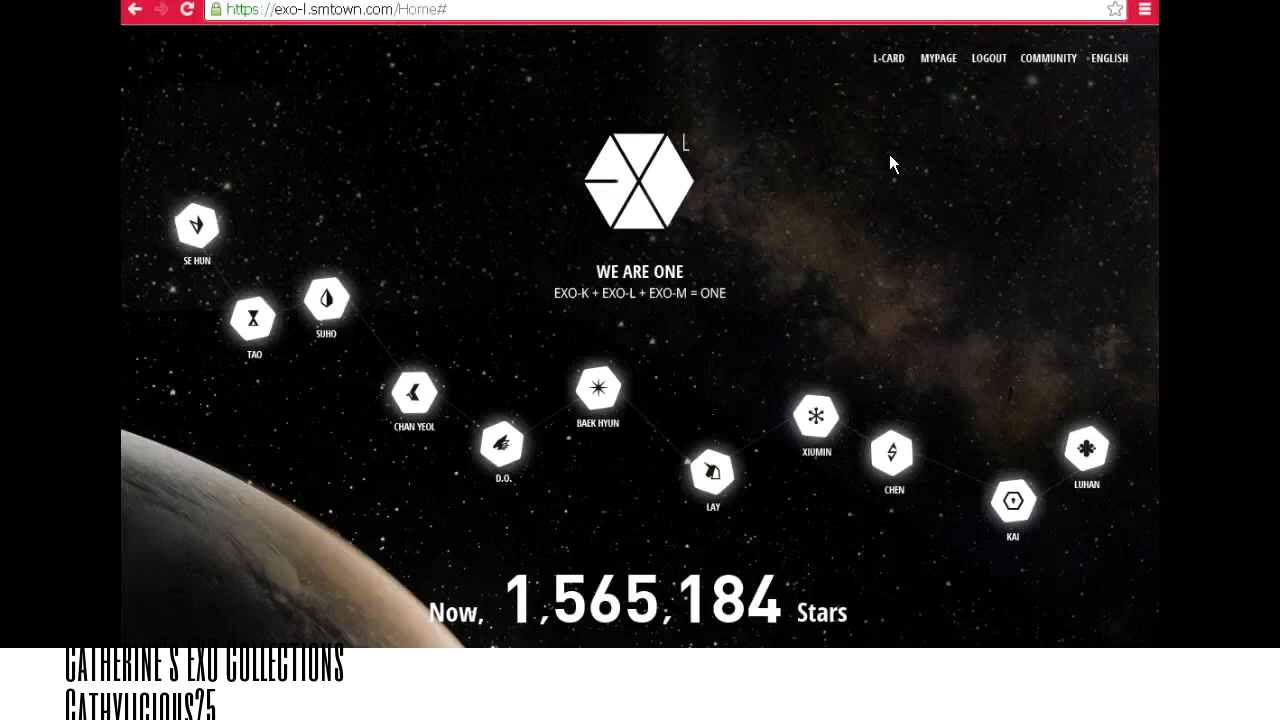 https://exo-l.smtown.com/Home#
L-CARD MYPAGE LOGOUT COMMUNITY ENGLISH
L
WE ARE ONE
EXO-K + EXO-L + EXO-M = ONE
SE HUN
TAO
SUHO
CHAN YEOL
D.O.
BAEK HYUN
LAY
XIUMIN
CHEN
KAI
LUHAN
Now, 1,565,184 Stars
Catherine's EXO Collections
Cathylicious25